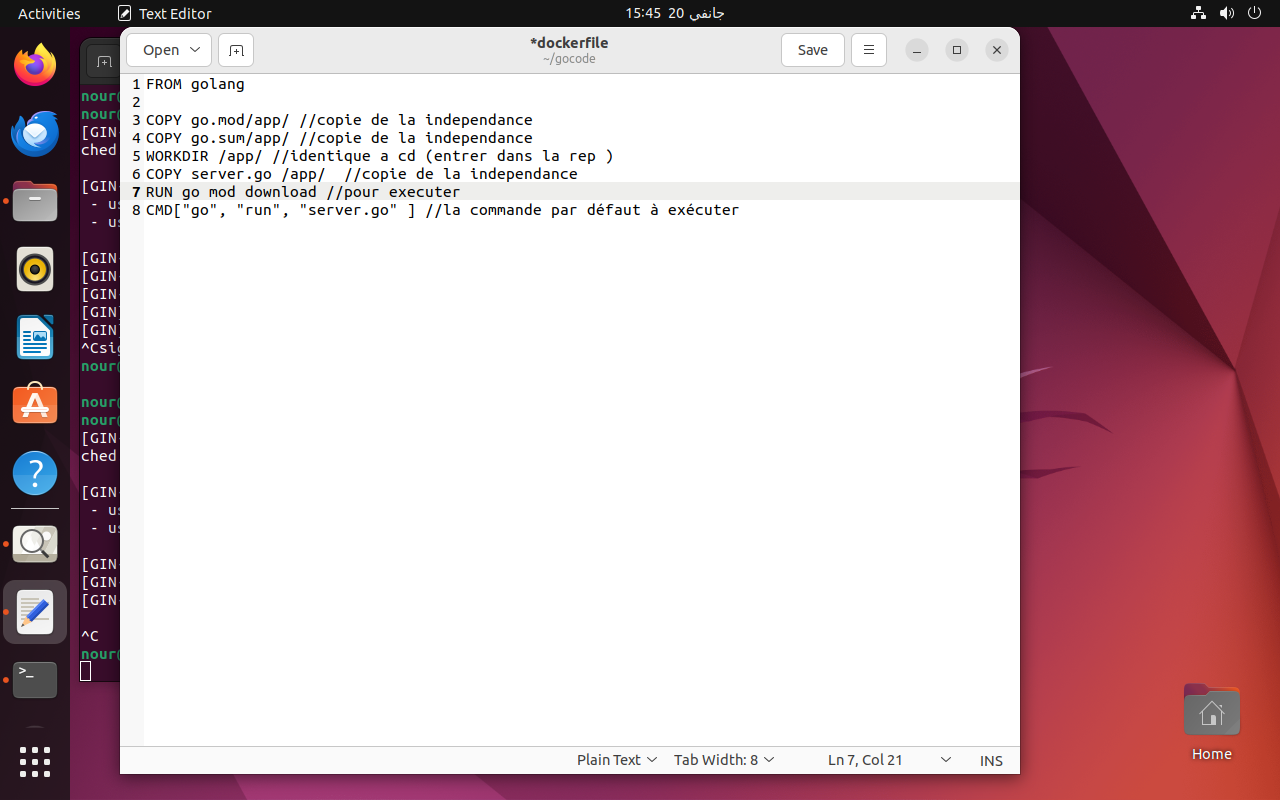 Activities
Text Editor
15:45 20 جانفي
Open
*dockerfile
~/gocode
Save
1 FROM golang
2
3 COPY go.mod/app/ //copie de la independance
4 COPY go.sum/app/ //copie de la independance
5 WORKDIR /app/ //identique a cd (entrer dans la rep )
6 COPY server.go /app/  //copie de la independance
7 RUN go mod download //pour executer
8 CMD["go", "run", "server.go" ] //la commande par défaut à exécuter
nour
nour
[GIN
ched
[GIN
- us
- us
[GIN
[GIN
[GIN
[GIN]
[GIN]
^Csig
nour
nour
nour
[GIN
ched
[GIN
- us
- us
[GIN
[GIN
[GIN
^C
nour
Plain Text
Tab Width: 8
Ln 7, Col 21
INS
Home